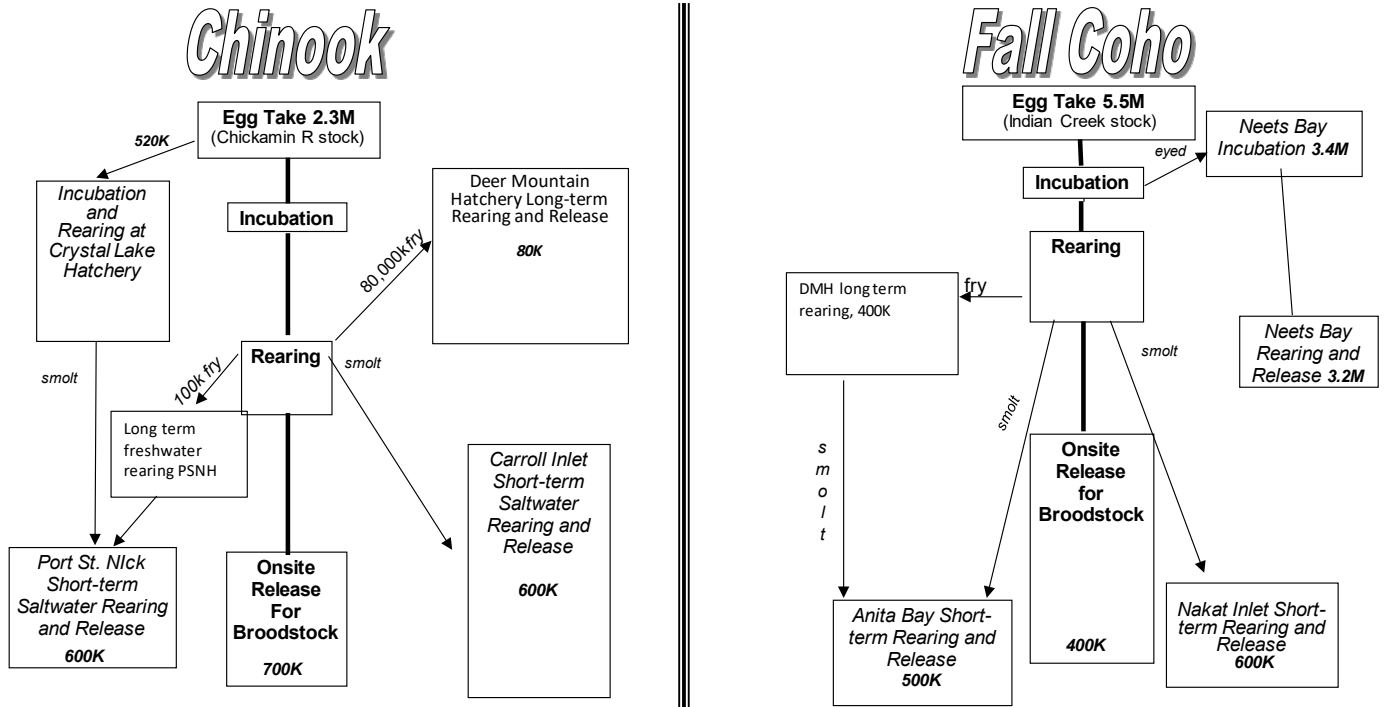 Chinook
Egg Take 2.3M
(Chickamin R stock)
520K
Incubation
and
Rearing at
Crystal Lake
Hatchery
Incubation
Deer Mountain
Hatchery Long-term
Rearing and Release
80K
80,000k fry
Rearing
smolt
100k fry
smolt
Long term
freshwater
rearing PSNH
Carroll Inlet
Short-term
Saltwater
Rearing and
Release
600K
Port St. NIck
Short-term
Saltwater Rearing
and Release
600K
Onsite
Release
For
Broodstock
700K
Fall Coho
Egg Take 5.5M
(Indian Creek stock)
eyed
Neets Bay
Incubation 3.4M
Incubation
Rearing
fry
DMH long term
rearing, 400K
smolt
Neets Bay
Rearing and
Release 3.2M
smolt
s
m
o
l
t
Onsite
Release
for
Broodstock
400K
Anita Bay Short-
term Rearing and
Release
500K
Nakat Inlet Short-
term Rearing and
Release
600K